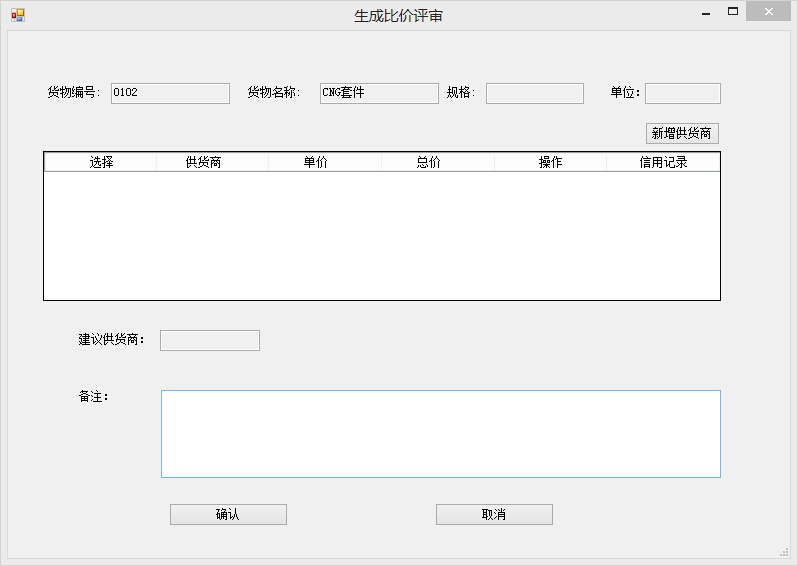 生成比价评审
货物编号: 0102 货物名称: CNG套件 规格: 单位:
新增供货商
选择 供货商 单价 总价 操作 信用记录
建议供货商:
备注:
确认 取消